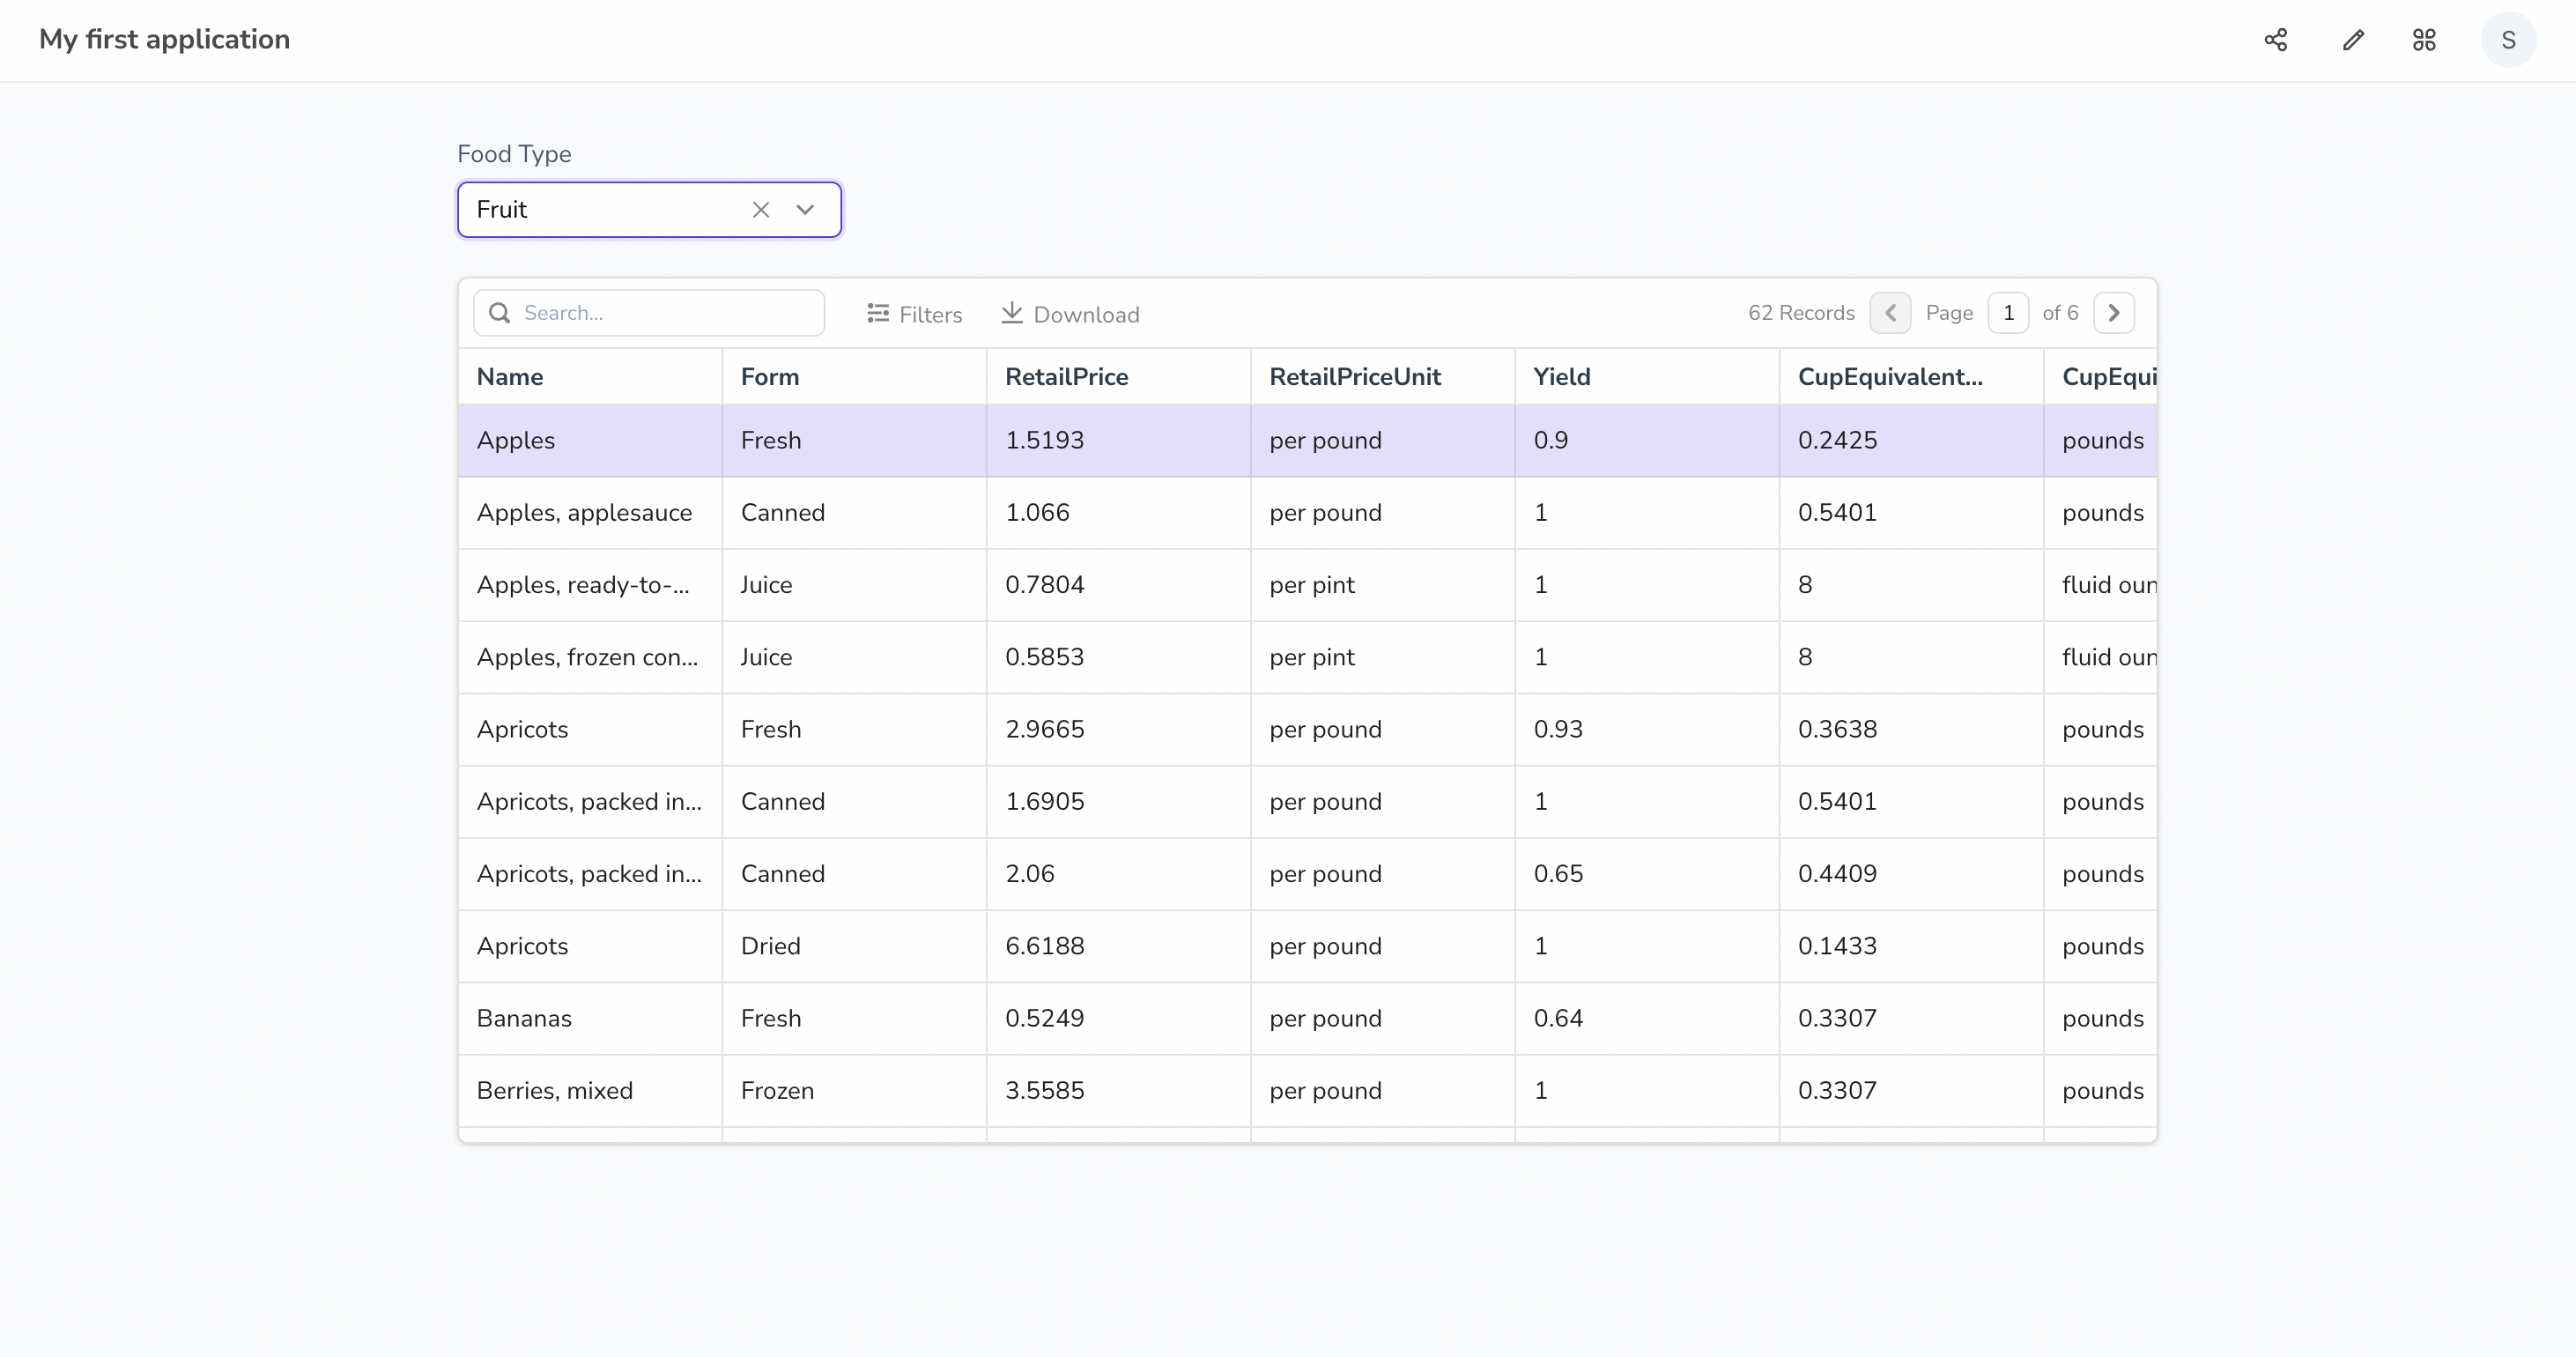 My first application
S
Food Type
Fruit
Search...
Filters
Download
62 Records
Page 1 of 6
Name Form RetailPrice RetailPriceUnit Yield CupEquivalent... CupEqui
Apples Fresh 1.5193 per pound 0.9 0.2425 pounds
Apples, applesauce Canned 1.066 per pound 1 0.5401 pounds
Apples, ready-to-... Juice 0.7804 per pint 1 8 fluid oun
Apples, frozen con... Juice 0.5853 per pint 1 8 fluid oun
Apricots Fresh 2.9665 per pound 0.93 0.3638 pounds
Apricots, packed in... Canned 1.6905 per pound 1 0.5401 pounds
Apricots, packed in... Canned 2.06 per pound 0.65 0.4409 pounds
Apricots Dried 6.6188 per pound 1 0.1433 pounds
Bananas Fresh 0.5249 per pound 0.64 0.3307 pounds
Berries, mixed Frozen 3.5585 per pound 1 0.3307 pounds